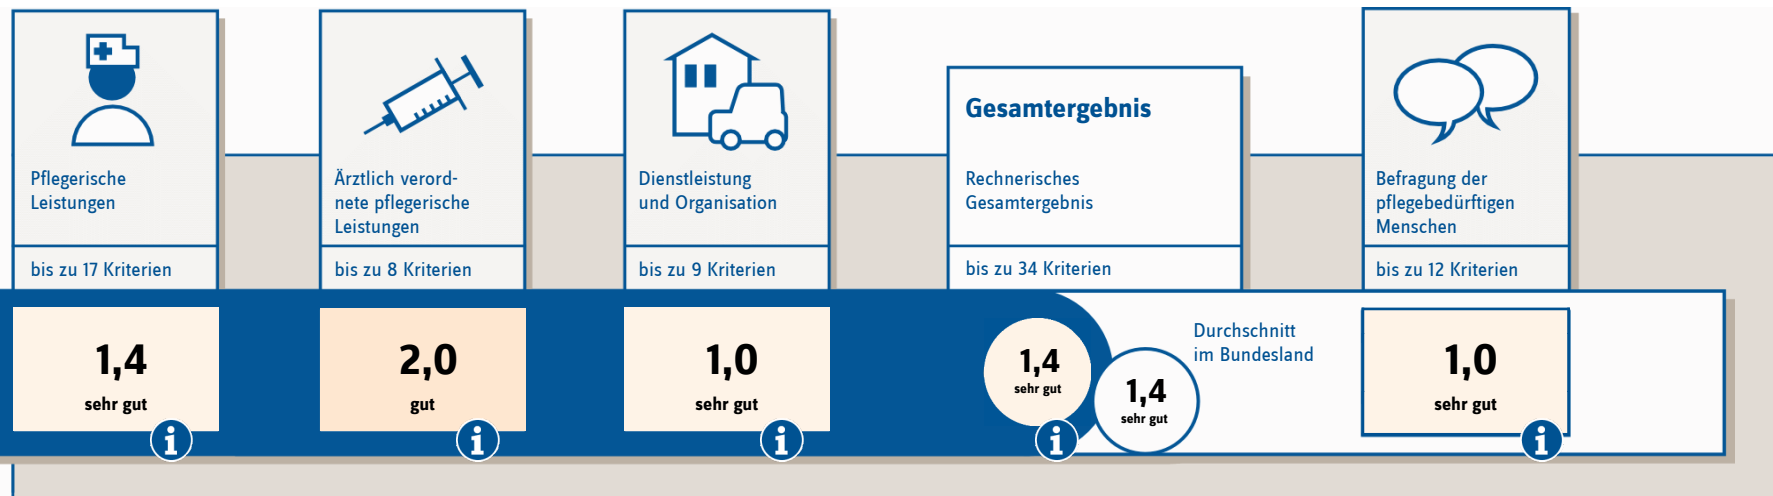 Pflegerische
Leistungen
bis zu 17 Kriterien
1,4
sehr gut
i
Ärztlich verord-
nete pflegerische
Leistungen
bis zu 8 Kriterien
2,0
gut
i
Dienstleistung
und Organisation
bis zu 9 Kriterien
1,0
sehr gut
i
Gesamtergebnis
Rechnerisches
Gesamtergebnis
bis zu 34 Kriterien
1,4
sehr gut
i
1,4
sehr gut
Durchschnitt
im Bundesland
Befragung der
pflegebedürftigen
Menschen
bis zu 12 Kriterien
1,0
sehr gut
i